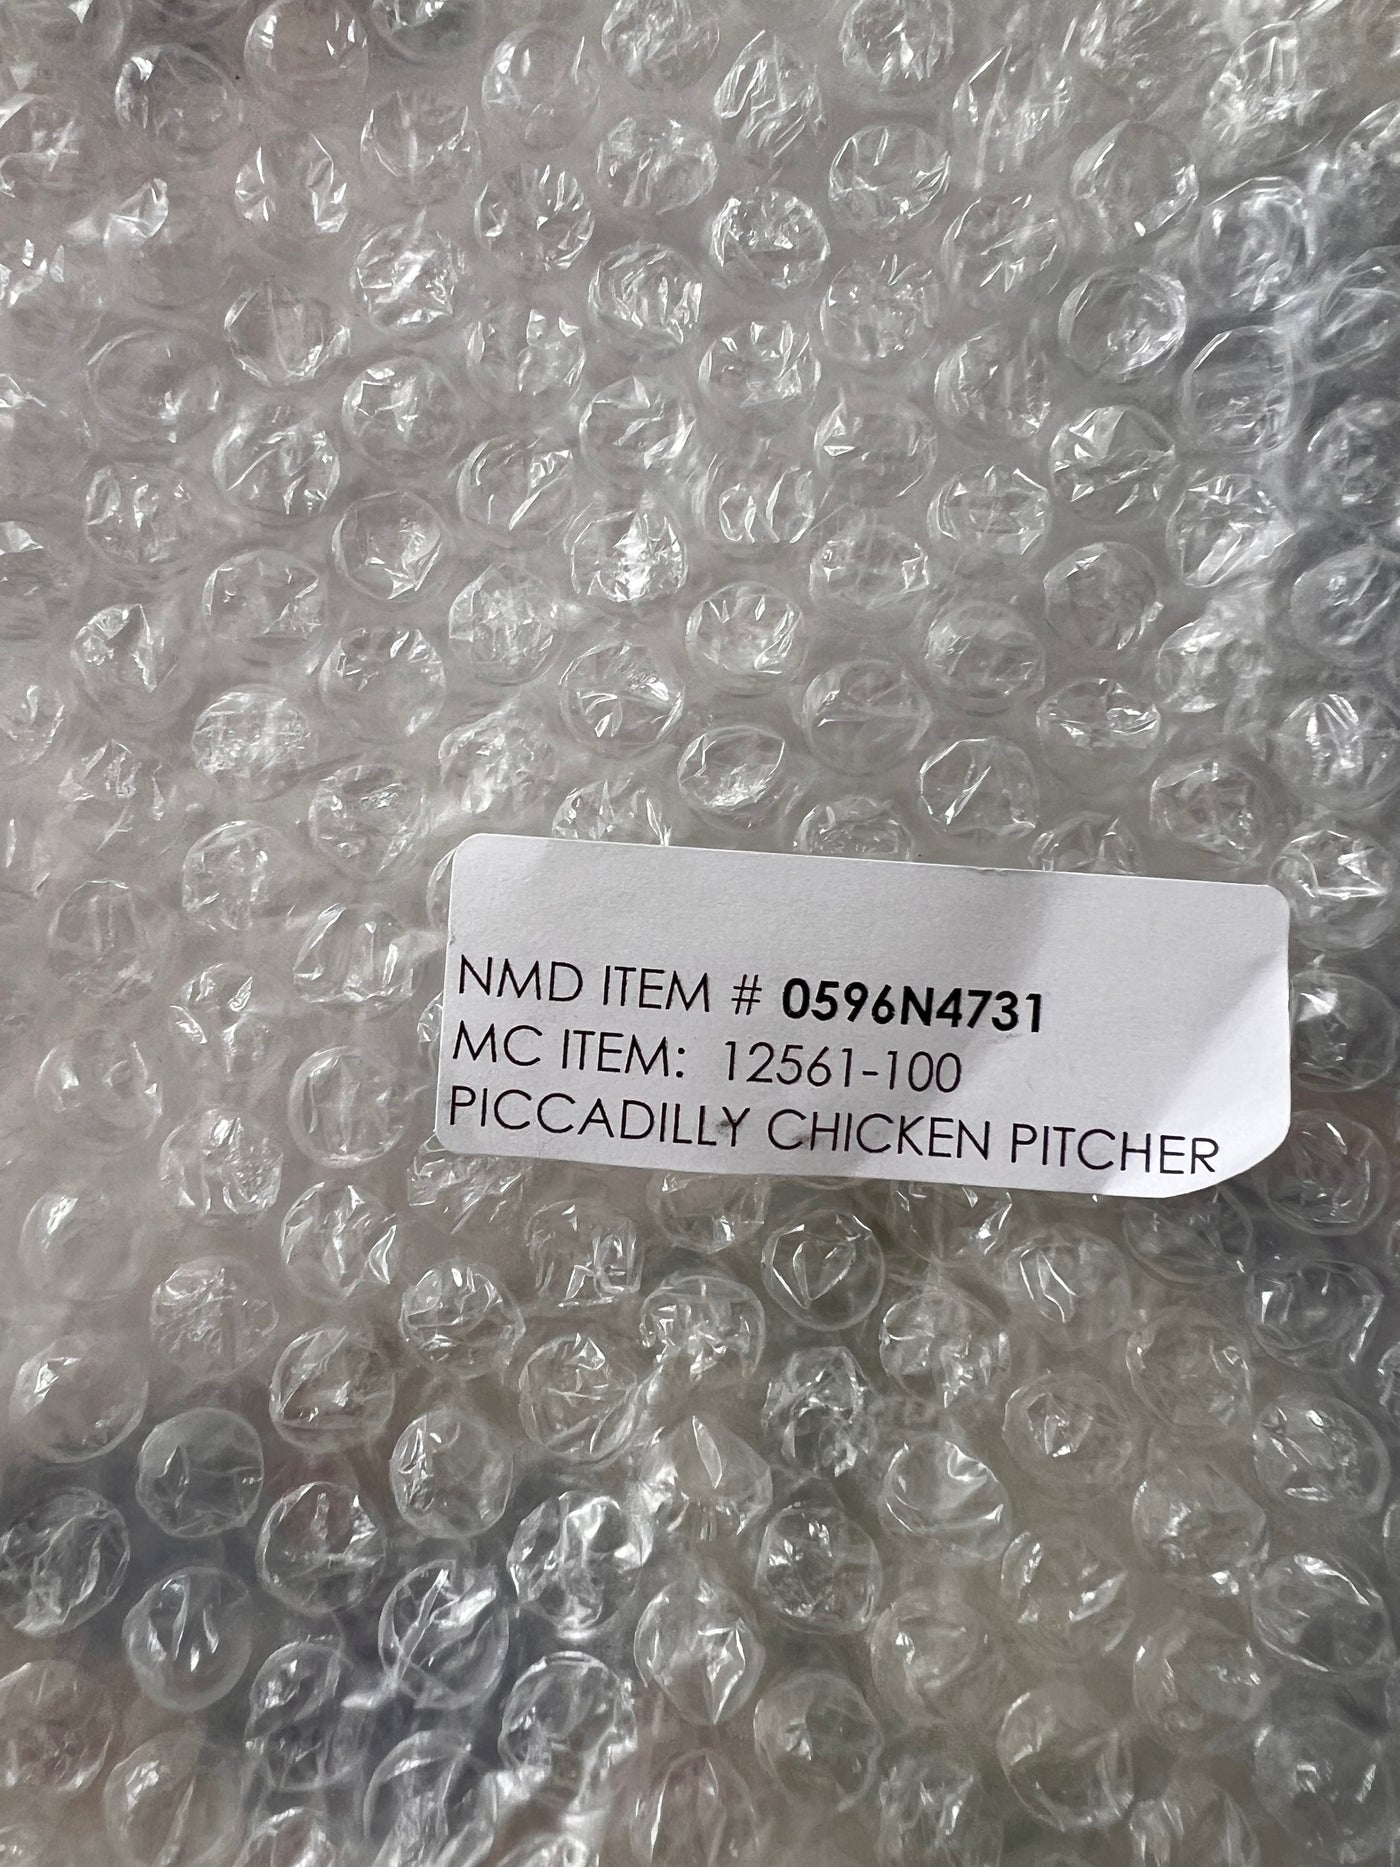 NMD ITEM # 0596N4731
MC ITEM: 12561-100
PICCADILLY CHICKEN PITCHER